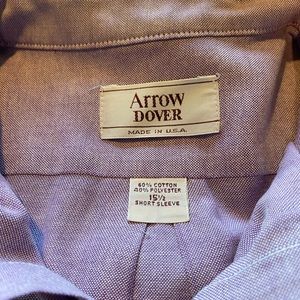 Arrow
DOVER
MADE IN U.S.A.
60% COTTON
40% POLYESTER
15½
SHORT SLEEVE